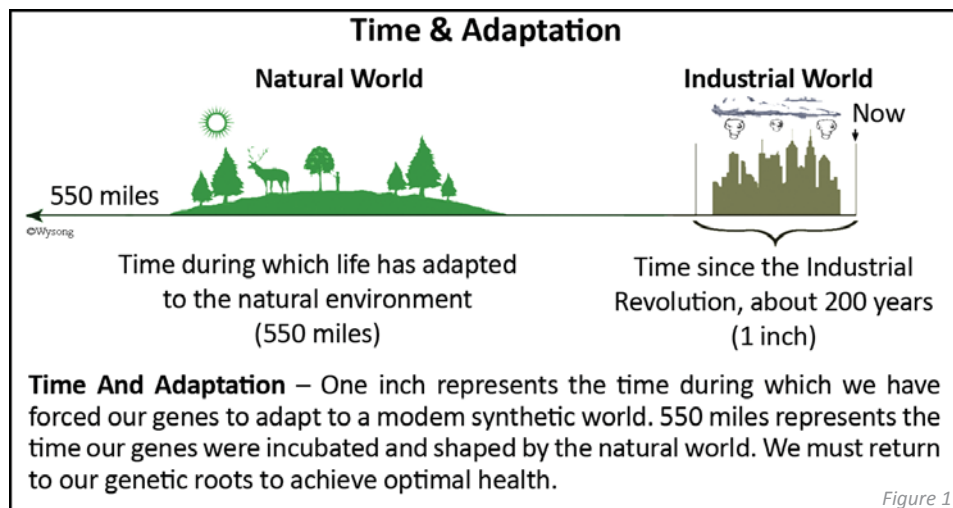 Time & Adaptation
Natural World
Industrial World
Now
550 miles
©Wysong
Time during which life has adapted
to the natural environment
(550 miles)
Time since the Industrial
Revolution, about 200 years
(1 inch)
Time And Adaptation – One inch represents the time during which we have
forced our genes to adapt to a modem synthetic world. 550 miles represents the
time our genes were incubated and shaped by the natural world. We must return
to our genetic roots to achieve optimal health.
Figure 1